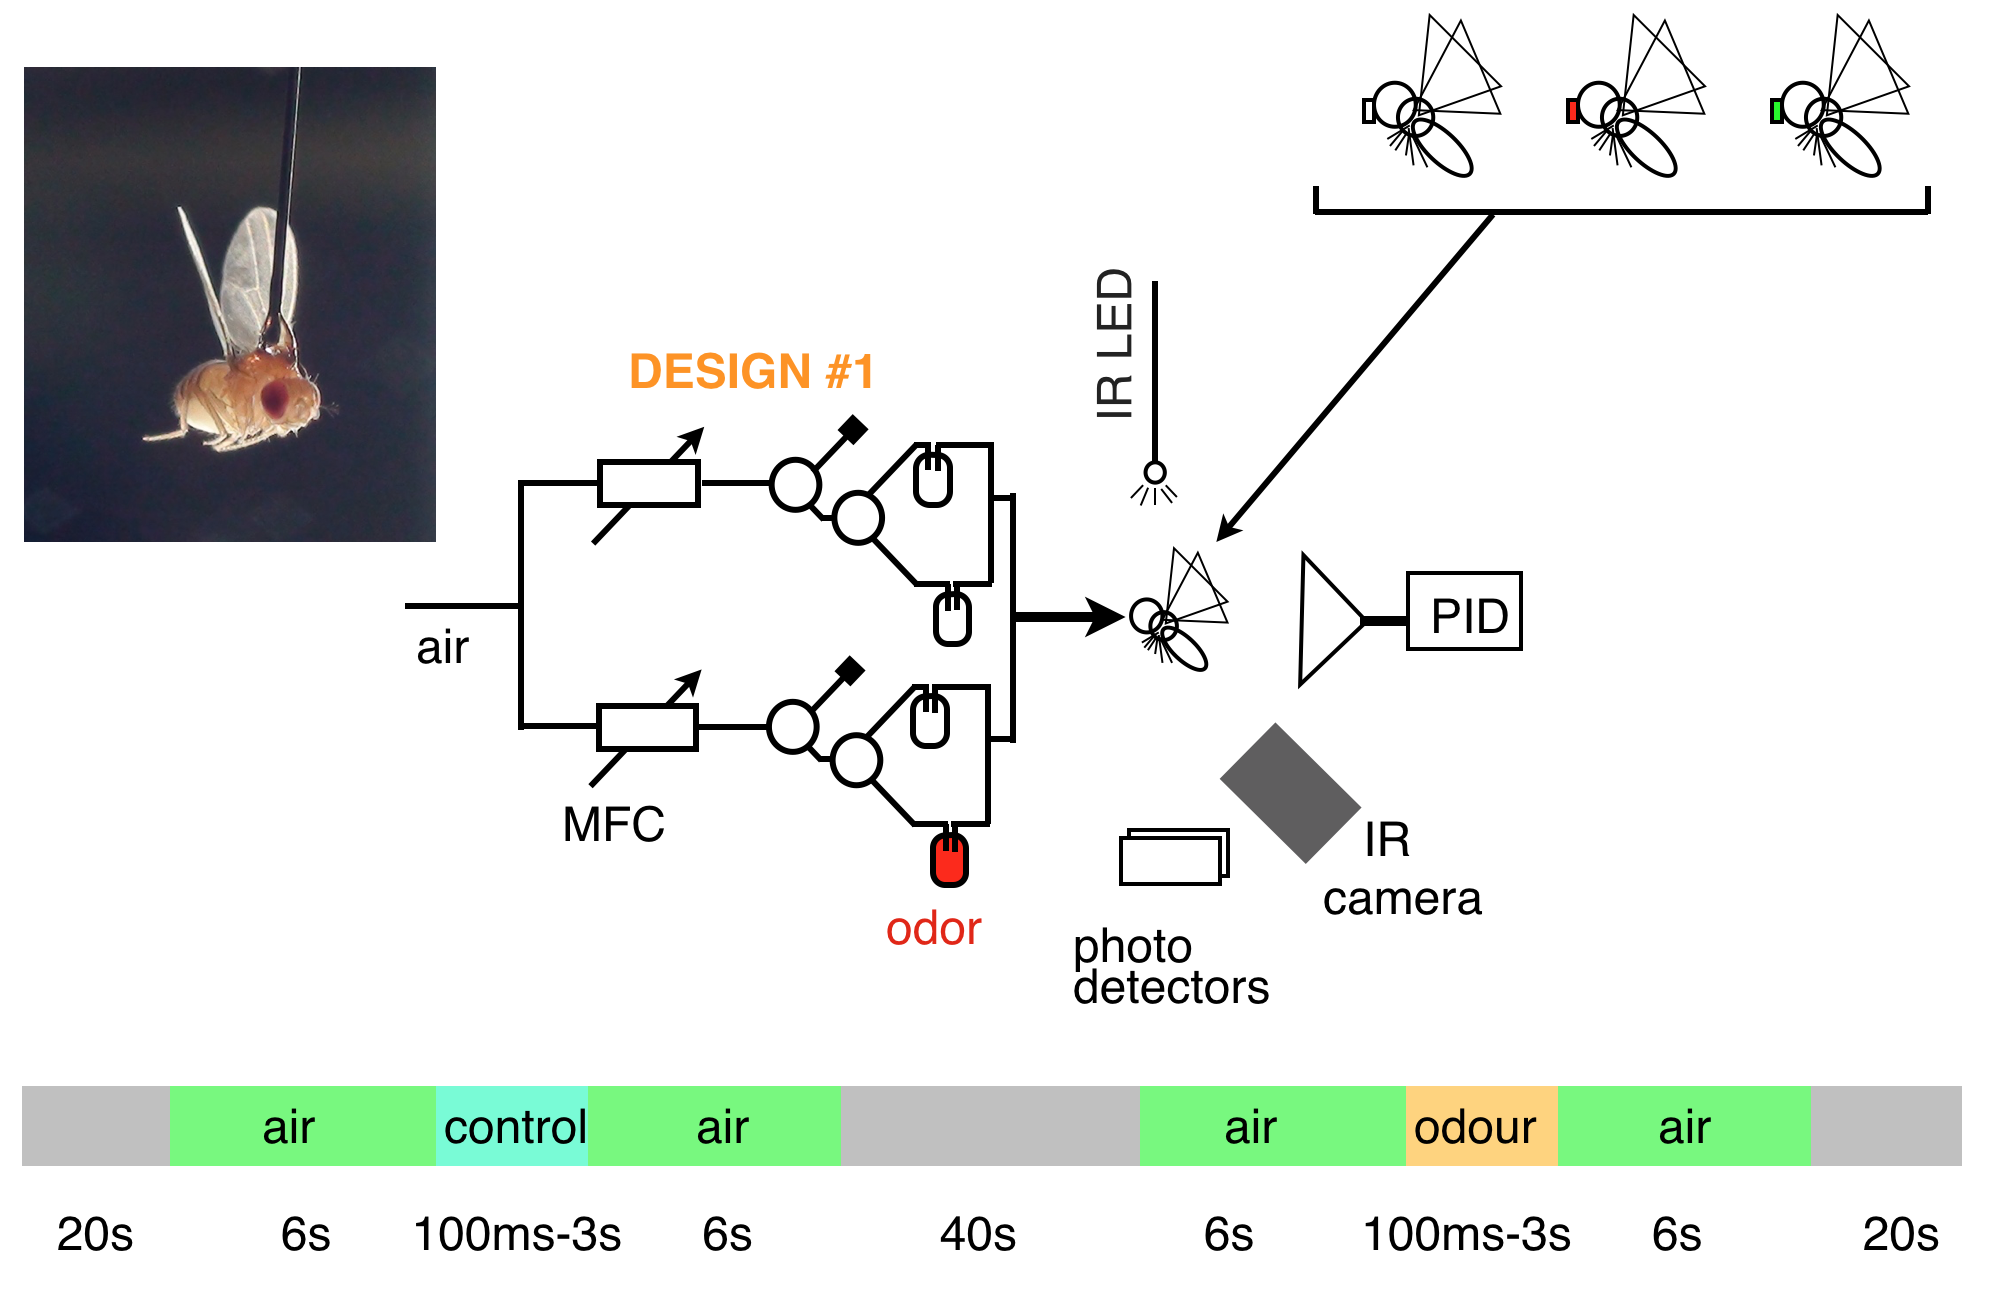 IR LED
DESIGN #1
air
PID
MFC
IR
camera
odor
photo
detectors
air control air air odour air
20s 6s 100ms-3s 6s 40s 6s 100ms-3s 6s 20s